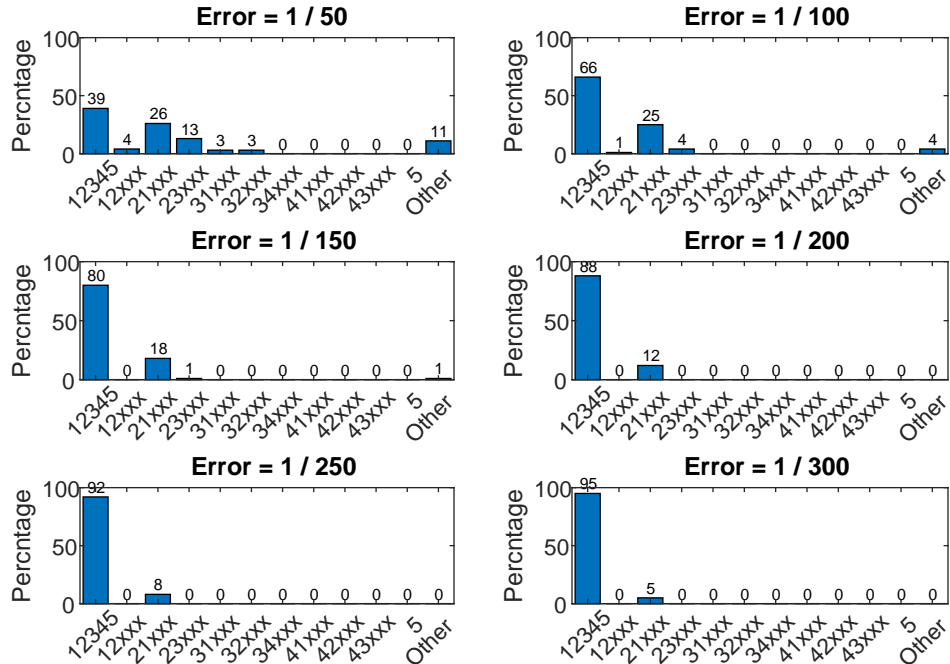 Error = 1 / 50
100
50
0
Percntage
39
4
26
13
3
3
0
0
0
0
0
11
12345
12xxx
21xxx
23xxx
31xxx
32xxx
34xxx
41xxx
42xxx
43xxx
5
Other
Error = 1 / 100
100
50
0
Percntage
66
1
25
4
0
0
0
0
0
0
0
4
12345
12xxx
21xxx
23xxx
31xxx
32xxx
34xxx
41xxx
42xxx
43xxx
5
Other
Error = 1 / 150
100
50
0
Percntage
80
0
18
1
0
0
0
0
0
0
0
1
12345
12xxx
21xxx
23xxx
31xxx
32xxx
34xxx
41xxx
42xxx
43xxx
5
Other
Error = 1 / 200
100
50
0
Percntage
88
0
12
0
0
0
0
0
0
0
0
0
12345
12xxx
21xxx
23xxx
31xxx
32xxx
34xxx
41xxx
42xxx
43xxx
5
Other
Error = 1 / 250
100
50
0
Percntage
92
0
8
0
0
0
0
0
0
0
0
0
12345
12xxx
21xxx
23xxx
31xxx
32xxx
34xxx
41xxx
42xxx
43xxx
5
Other
Error = 1 / 300
100
50
0
Percntage
95
0
5
0
0
0
0
0
0
0
0
0
12345
12xxx
21xxx
23xxx
31xxx
32xxx
34xxx
41xxx
42xxx
43xxx
5
Other